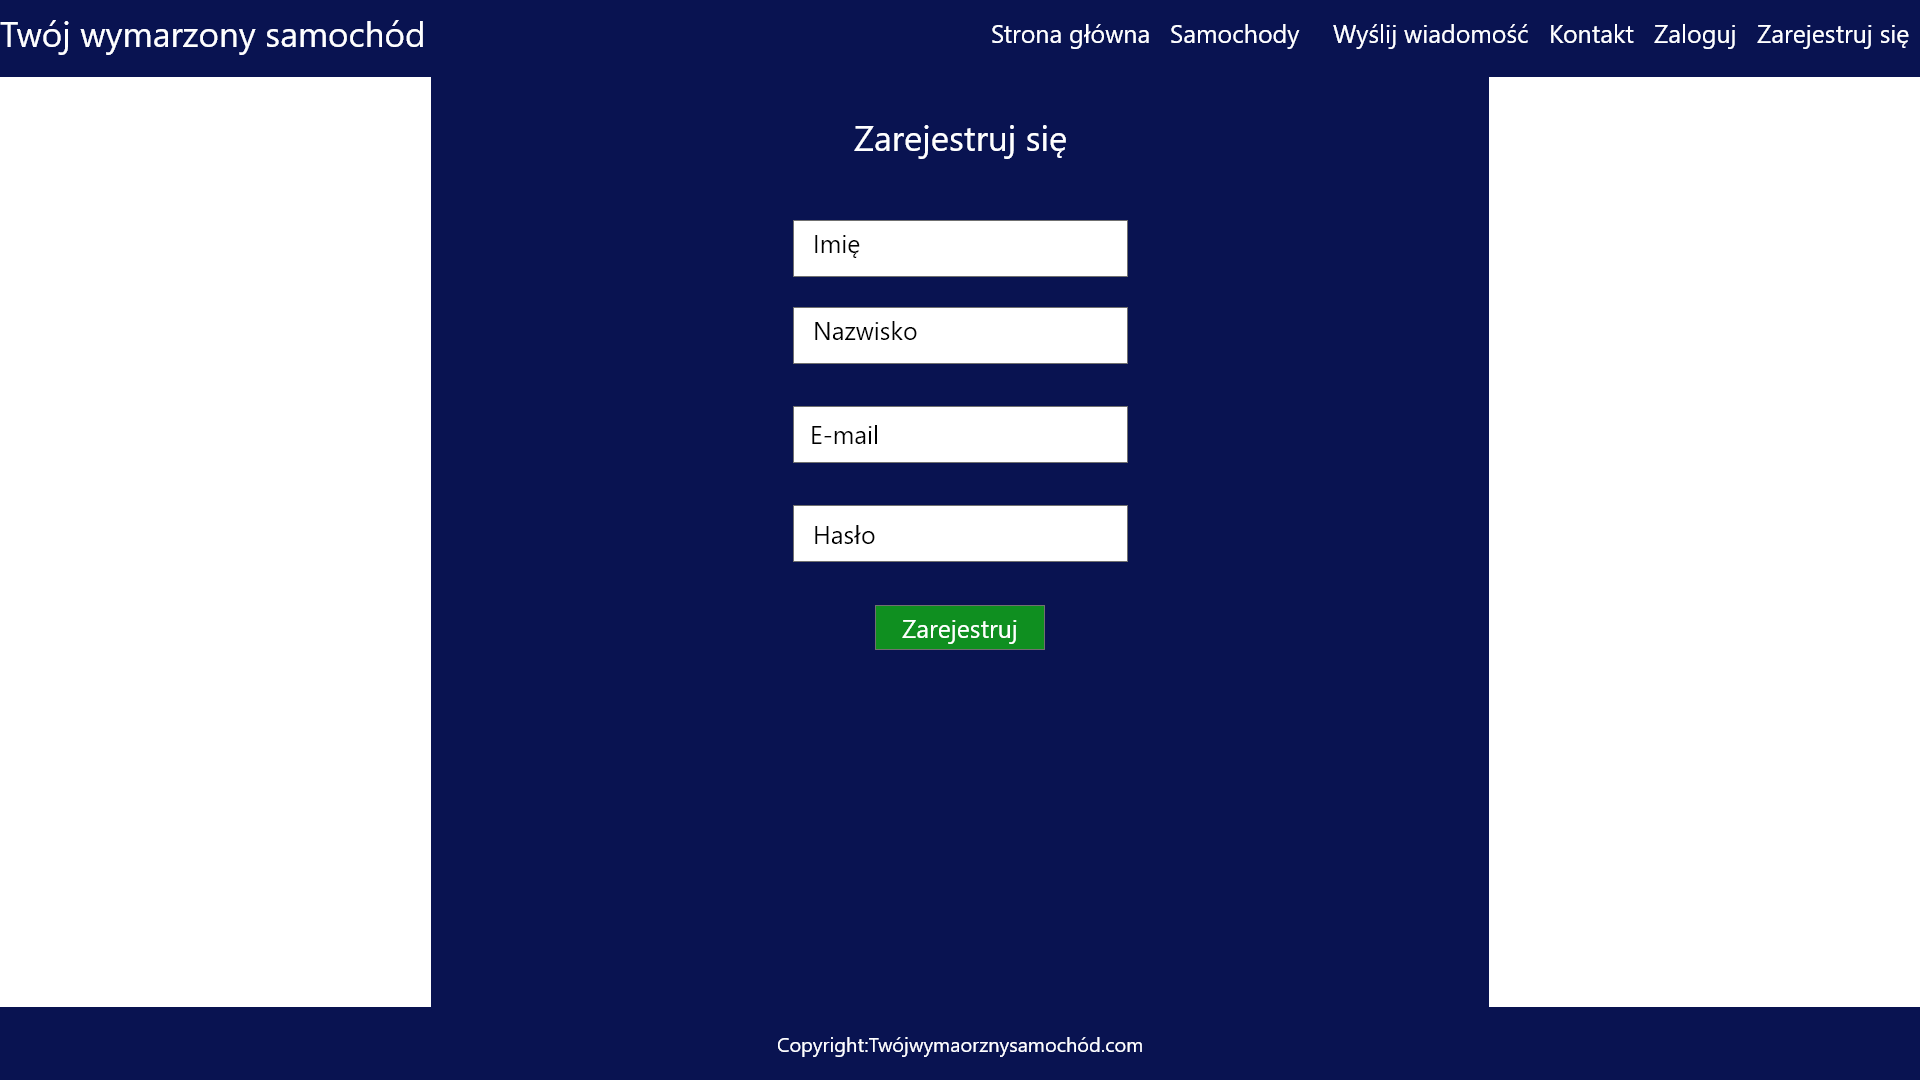 Twój wymarzony samochód
Strona główna Samochody Wyślij wiadomość Kontakt Zaloguj Zarejestruj się
Zarejestruj się
Imię
Nazwisko
E-mail
Hasło
Zarejestruj
Copyright:Twójwymaorznysamochód.com